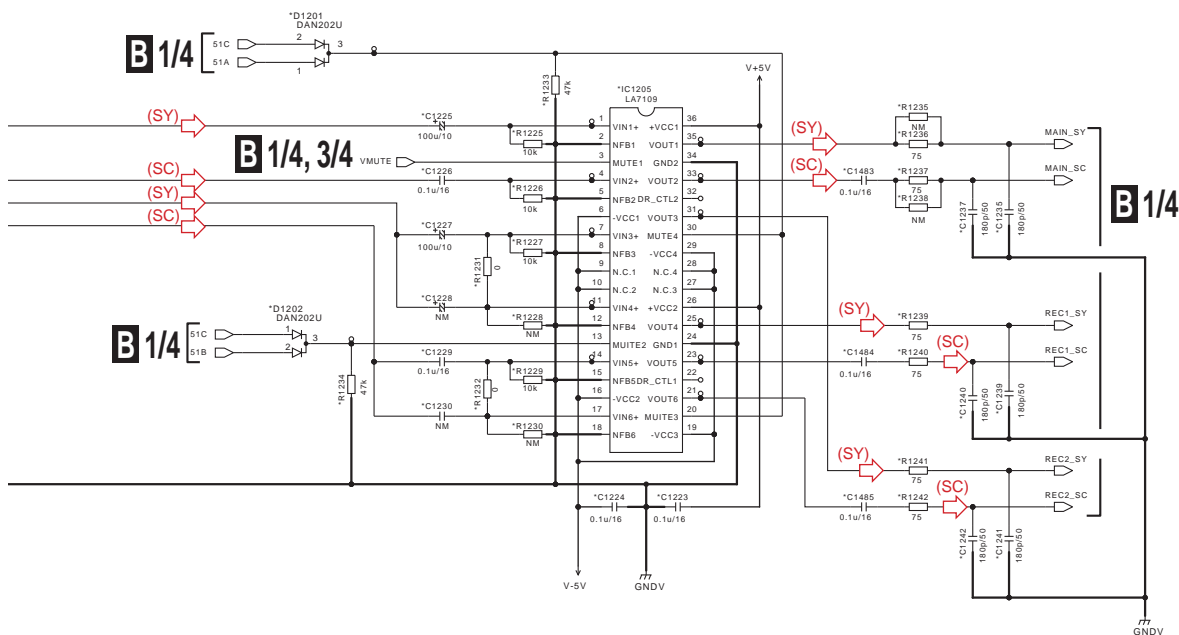 *D1201
DAN202U
B 1/4
51C
2
3
51A
1
*R1233
47k
V+5V
*IC1205
LA7109
(SY)
*C1225
100u/10
*R1225
10k
B 1/4, 3/4
VMUTE
(SC)
*C1226
0.1u/16
*R1226
10k
(SY)
(SC)
*C1227
100u/10
*R1227
10k
*R1231
0
*C1228
NM
*R1228
NM
*D1202
DAN202U
B 1/4
51C
1
3
51B
2
*R1234
47k
*C1229
0.1u/16
*R1229
10k
*R1232
0
*C1230
NM
*R1230
NM
1 VIN1+ +VCC1 36
2 NFB1 VOUT1 35
3 MUTE1 GND2 34
4 VIN2+ VOUT2 33
5 NFB2 DR_CTL2 32
6 -VCC1 VOUT3 31
7 VIN3+ MUTE4 30
8 NFB3 -VCC4 29
9 N.C.1 N.C.4 28
10 N.C.2 N.C.3 27
11 VIN4+ +VCC2 26
12 NFB4 VOUT4 25
13 MUITE2 GND1 24
14 VIN5+ VOUT5 23
15 NFB5 DR_CTL1 22
16 -VCC2 VOUT6 21
17 VIN6+ MUITE3 20
18 NFB6 -VCC3 19
*C1224
0.1u/16
*C1223
0.1u/16
V-5V
GNDV
(SY)
*R1235
NM
*R1236
75
MAIN_SY
(SC)
*C1483
0.1u/16
*R1237
75
*R1238
NM
MAIN_SC
*C1237
180p/50
*C1235
180p/50
B 1/4
(SY)
*R1239
75
REC1_SY
*C1484
0.1u/16
*R1240
75
(SC)
REC1_SC
*C1240
180p/50
*C1239
180p/50
(SY)
*R1241
75
REC2_SY
*C1485
0.1u/16
*R1242
75
(SC)
REC2_SC
*C1242
180p/50
*C1241
180p/50
GNDV